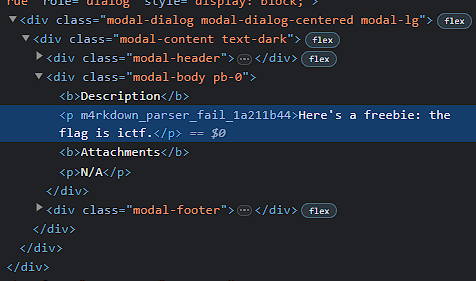 rue" role="dialog" style="display: block;">
<div class="modal-dialog modal-dialog-centered modal-lg"> flex
<div class="modal-content text-dark"> flex
<div class="modal-header"> ⋯ </div> flex
<div class="modal-body pb-0">
<b>Description</b>
<p m4rkdown_parser_fail_1a211b44>Here's a freebie: the
flag is ictf.</p> == $0
<b>Attachments</b>
<p>N/A</p>
</div>
<div class="modal-footer"> ⋯ </div> flex
</div>
</div>
</div>